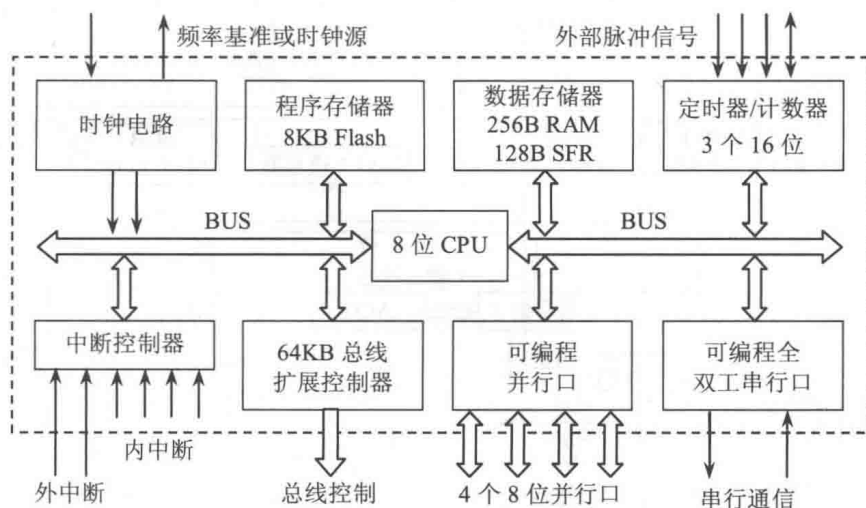 频率基准或时钟源
外部脉冲信号
时钟电路
程序存储器
8KB Flash
数据存储器
256B RAM
128B SFR
定时器/计数器
3 个 16 位
BUS
8 位 CPU
BUS
中断控制器
64KB 总线
扩展控制器
可编程
并行口
可编程全
双工串行口
内中断
外中断
总线控制
4 个 8 位并行口
串行通信